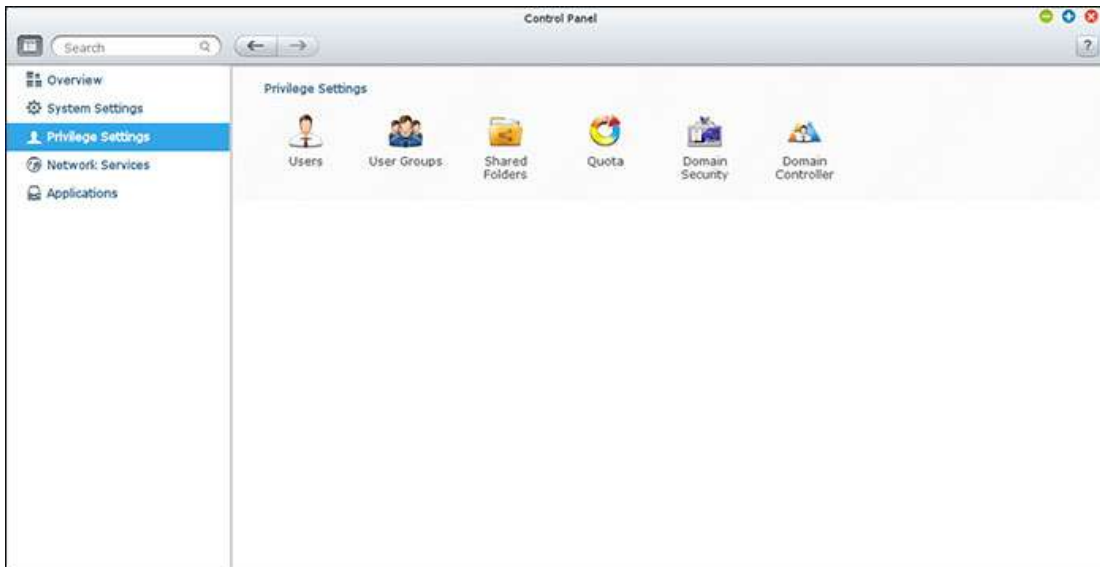 Control Panel
Search
?
Overview
System Settings
Privilege Settings
Network Services
Applications
Privilege Settings
Users
User Groups
Shared
Folders
Quota
Domain
Security
Domain
Controller